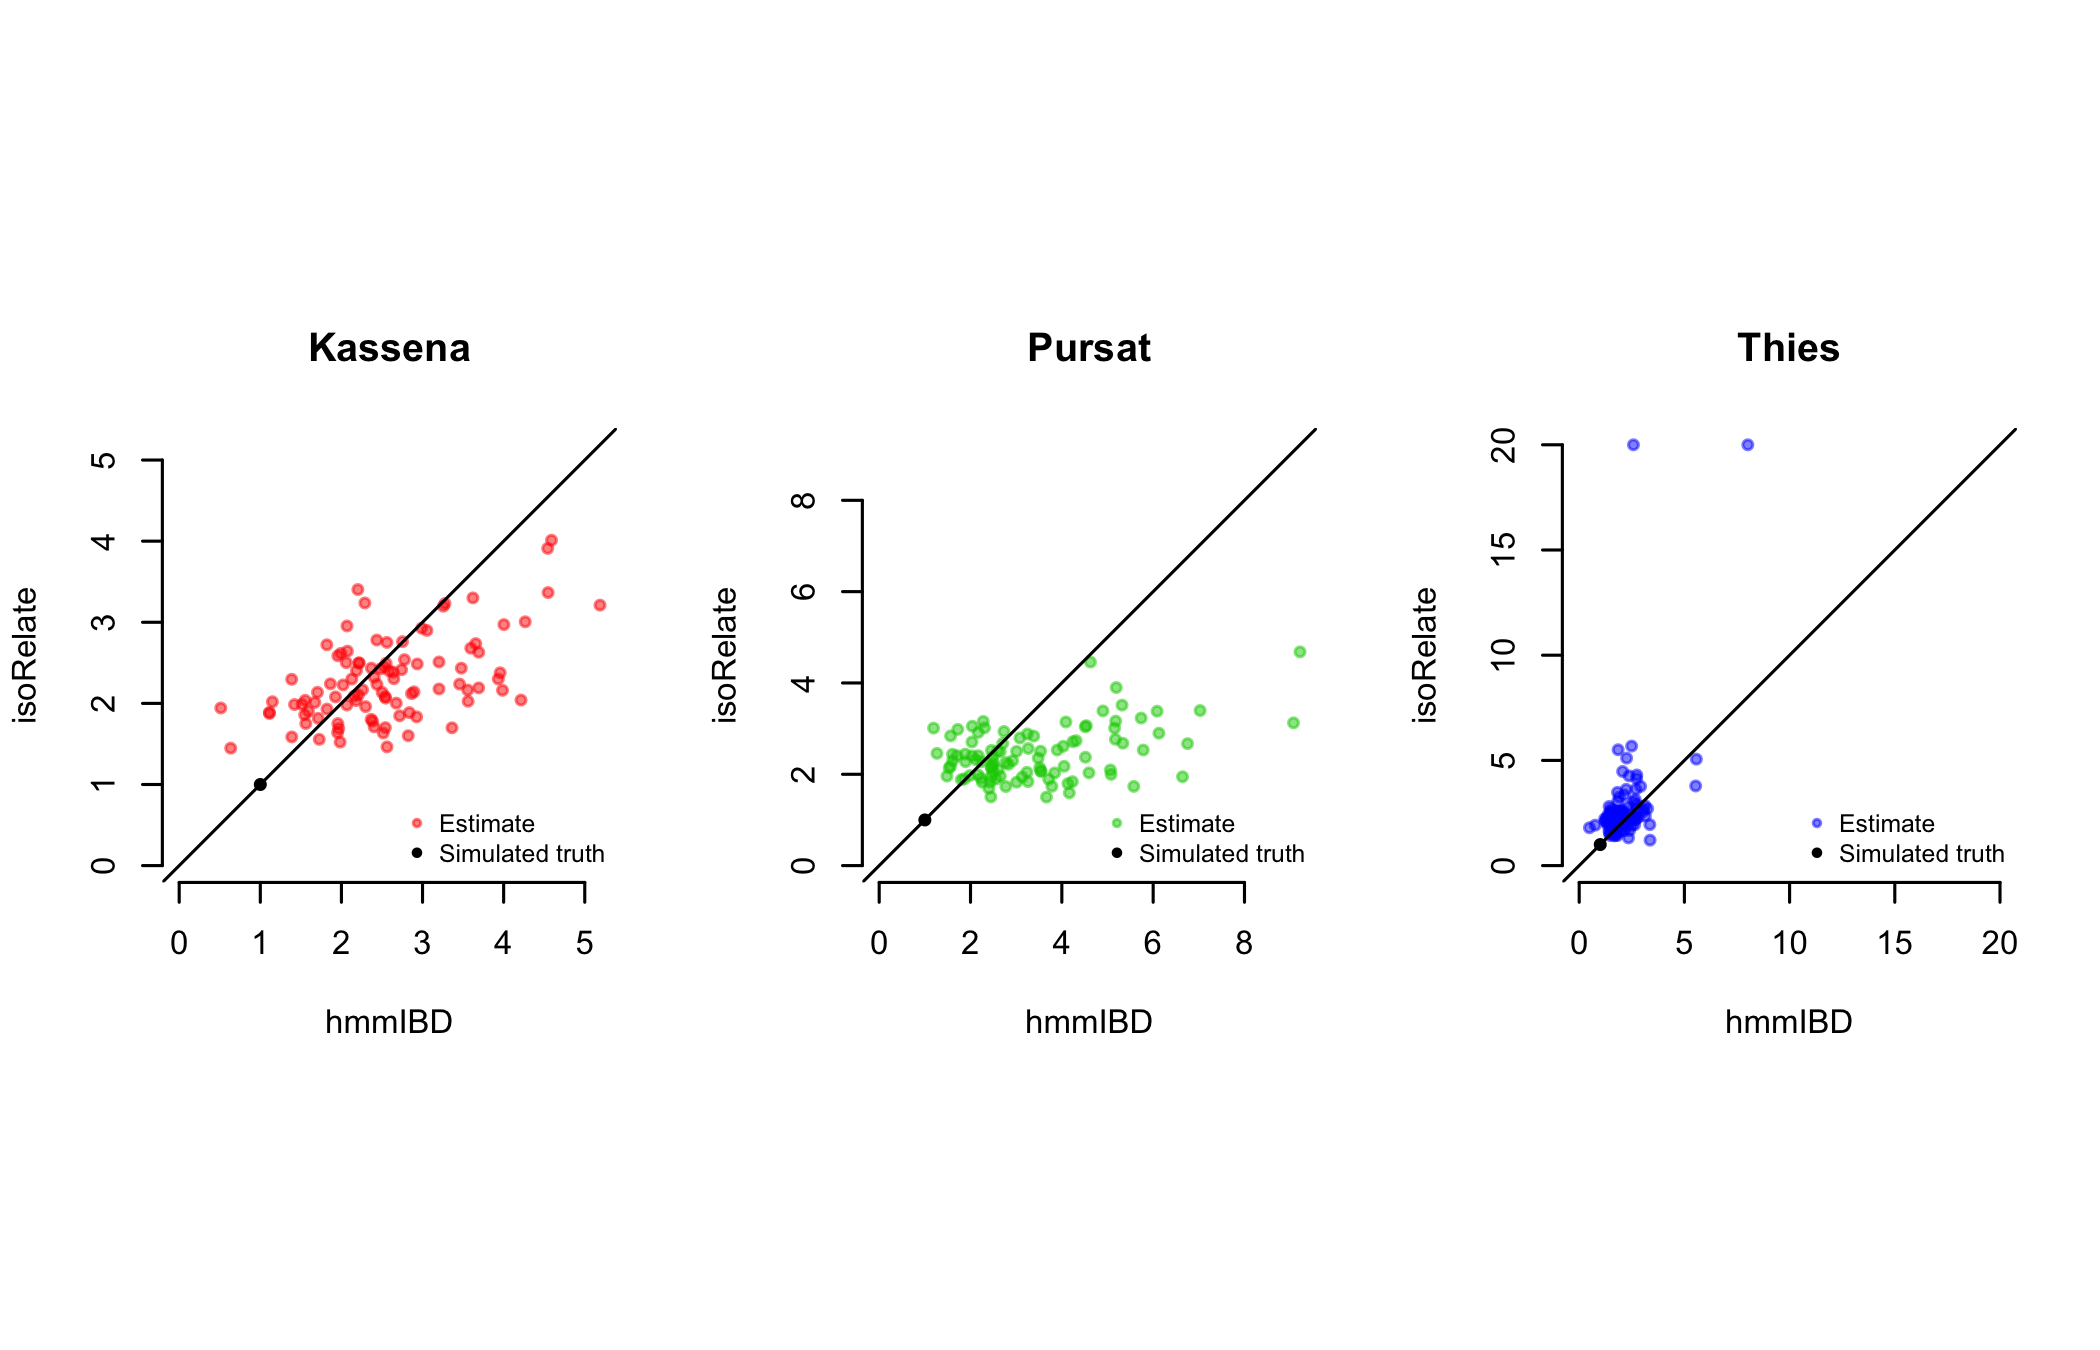 Kassena
isoRelate
5
4
3
2
1
0
Estimate
Simulated truth
0 1 2 3 4 5
hmmIBD
Pursat
isoRelate
8
6
4
2
0
Estimate
Simulated truth
0 2 4 6 8
hmmIBD
Thies
isoRelate
20
15
10
5
0
Estimate
Simulated truth
0 5 10 15 20
hmmIBD